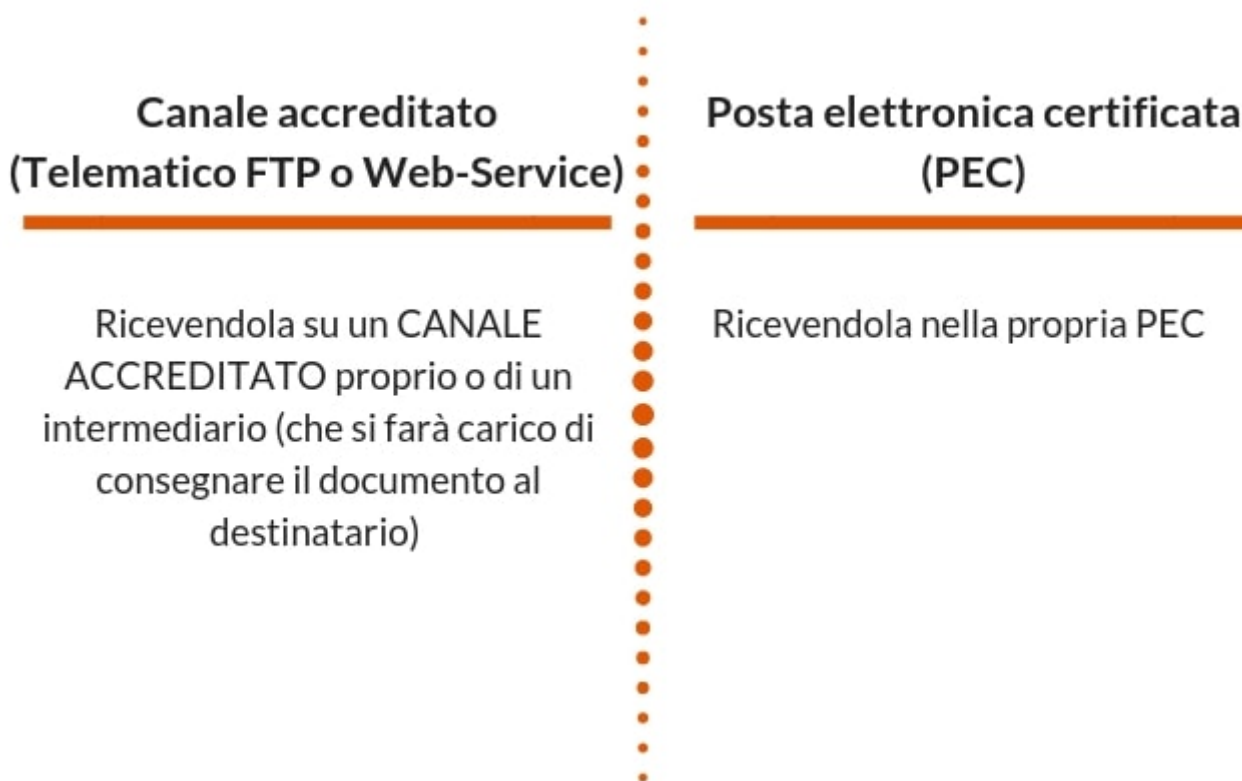 Canale accreditato
(Telematico FTP o Web-Service)
Ricevendola su un CANALE
ACCREDITATO proprio o di un
intermediario (che si farà carico di
consegnare il documento al
destinatario)
Posta elettronica certificata
(PEC)
Ricevendola nella propria PEC